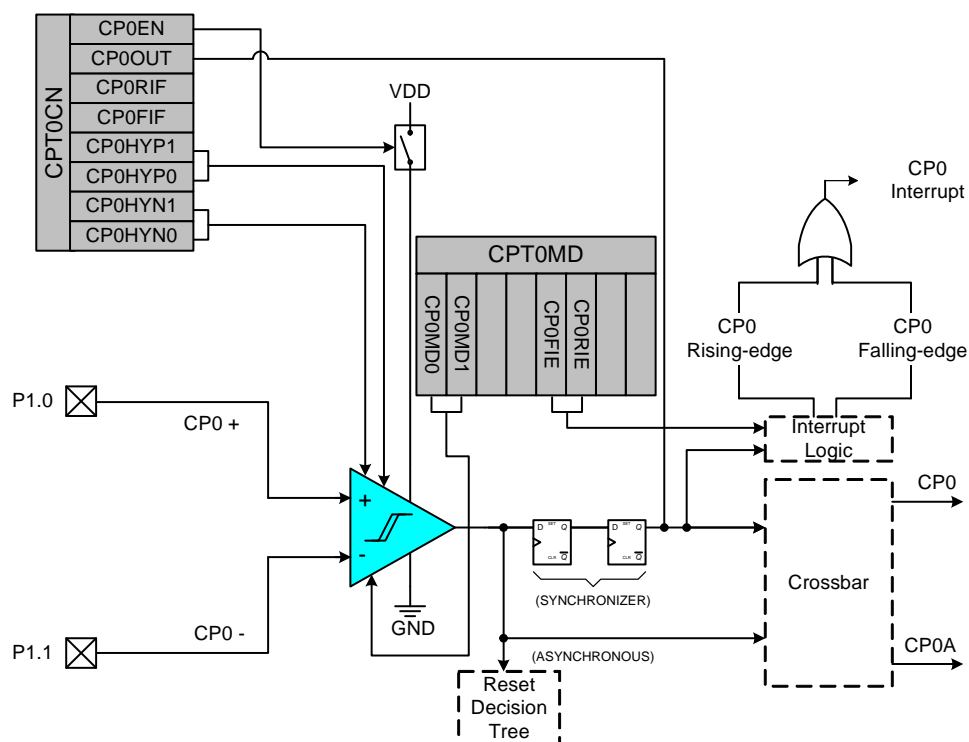 CPT0CN
CP0EN
CP0OUT
CP0RIF
CP0FIF
CP0HYP1
CP0HYP0
CP0HYN1
CP0HYN0
VDD
CPT0MD
CP0MD0
CP0MD1
CP0FIE
CP0RIE
CP0
Interrupt
CP0
Rising-edge
CP0
Falling-edge
Interrupt
Logic
P1.0
CP0 +
P1.1
CP0 -
+
-
GND
D
SET
Q
CLR
Q
D
SET
Q
CLR
Q
(SYNCHRONIZER)
(ASYNCHRONOUS)
Reset
Decision
Tree
Crossbar
CP0
CP0A